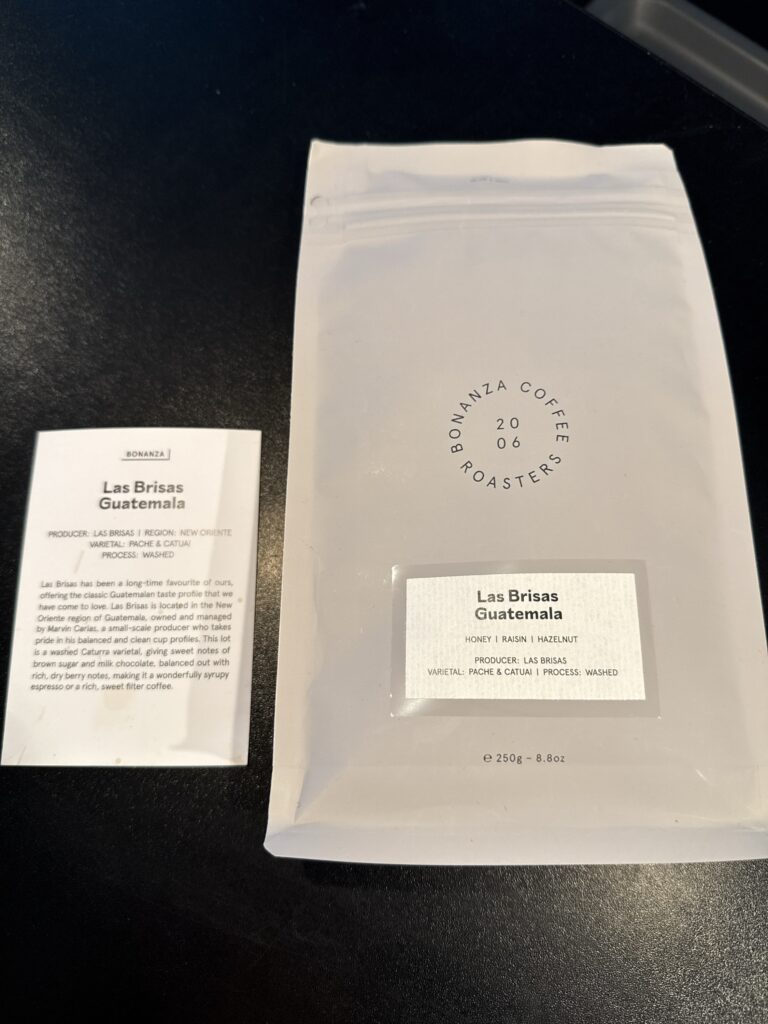 BONANZA
Las Brisas
Guatemala
PRODUCER: LAS BRISAS | REGION: NEW ORIENTE
VARIETAL: PACHE & CATUAI
PROCESS: WASHED
Las Brisas has been a long-time favourite of ours,
offering the classic Guatemalan taste profile that we
have come to love. Las Brisas is located in the New
Oriente region of Guatemala, owned and managed
by Marvin Carias, a small-scale producer who takes
pride in his balanced and clean cup profiles. This lot
is a washed Caturra varietal, giving sweet notes of
brown sugar and milk chocolate, balanced out with
rich, dry berry notes, making it a wonderfully syrupy
espresso or a rich, sweet filter coffee.
BONANZA COFFEE ROASTERS
20
06
Las Brisas
Guatemala
HONEY | RAISIN | HAZELNUT
PRODUCER: LAS BRISAS
VARIETAL: PACHE & CATUAI | PROCESS: WASHED
℮ 250g – 8.8oz